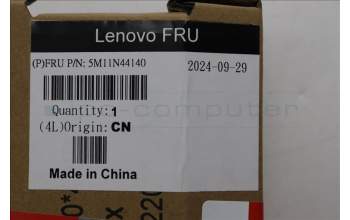 Lenovo FRU
(P)FRU P/N: 5M11N44140
2024-09-29
Quantity: 1
(4L)Origin: CN
Made in China